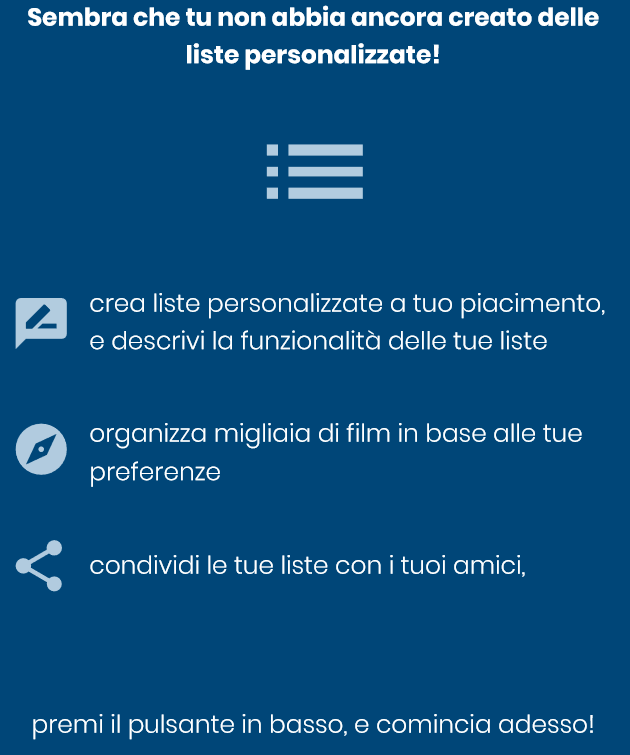 Sembra che tu non abbia ancora creato delle
liste personalizzate!
crea liste personalizzate a tuo piacimento,
e descrivi la funzionalità delle tue liste
organizza migliaia di film in base alle tue
preferenze
condividi le tue liste con i tuoi amici,
premi il pulsante in basso, e comincia adesso!